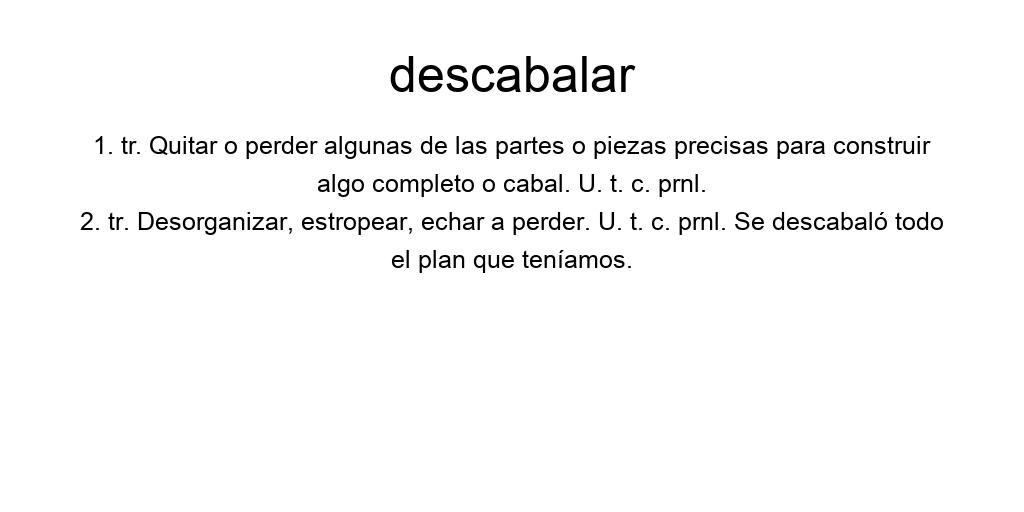 descabalar
1. tr. Quitar o perder algunas de las partes o piezas precisas para construir
algo completo o cabal. U. t. c. prnl.
2. tr. Desorganizar, estropear, echar a perder. U. t. c. prnl. Se descabaló todo
el plan que teníamos.